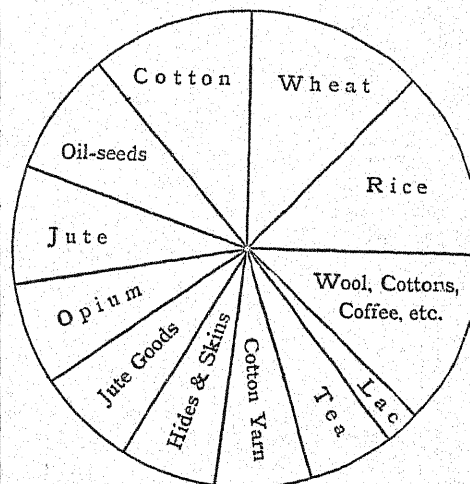 Cotton
Wheat
Oil-seeds
Rice
Jute
Wool, Cottons,
Coffee, etc.
Opium
Jute Goods
Hides & Skins
Cotton Yarn
Tea
Lac